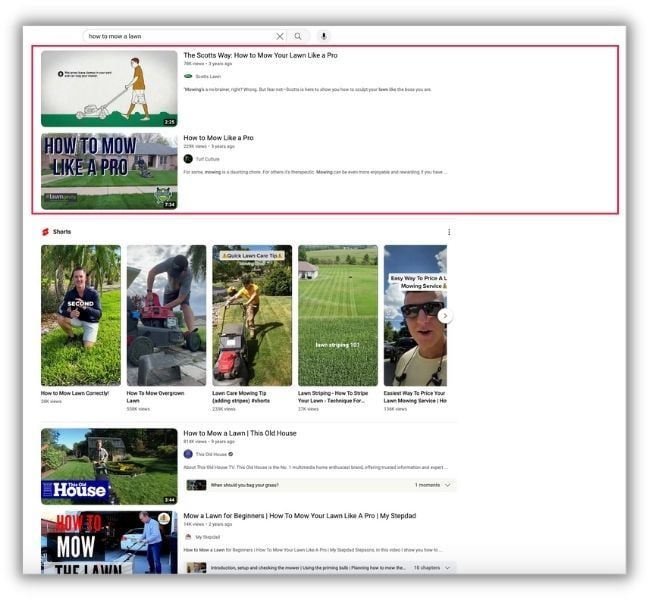 how to mow a lawn
The Scotts Way: How to Mow Your Lawn Like a Pro
78K views • 3 years ago
Scotts Lawn
"Mowing's a no-brainer, right? Wrong. But fear not—Scotts is here to show you how to sculpt your lawn like the boss you are.
2:25
HOW TO MOW
LIKE A PRO
7:34
How to Mow Like a Pro
229K views • 3 years ago
Turf Culture
For some, mowing is a daunting chore. For others it's therapeutic. Mowing can be even more enjoyable and rewarding if you have ...
Shorts
SECOND
Quick Lawn Care Tip
lawn striping 101
Easy Way To Price A L
Mowing Service
How to Mow Lawn Correctly!
28K views
How To Mow Overgrown
Lawn
558K views
Lawn Care Mowing Tip
(adding stripes) #shorts
239K views
Lawn Striping - How To Stripe
Your Lawn - Technique For...
27K views
Easiest Way To Price Your
Lawn Mowing Service | Ho
136K views
This Old
House
3:44
How to Mow a Lawn | This Old House
818K views • 9 years ago
This Old House
About This Old House TV: This Old House is the No. 1 multimedia home enthusiast brand, offering trusted information and expert ...
When should you bag your grass?
1 moments
HOW TO
MOW
THE LAWN
Mow a Lawn for Beginners | How To Mow Your Lawn Like A Pro | My Stepdad
14K views • 2 years ago
My Stepdad
How to Mow a Lawn for Beginners | How To Mow Your Lawn Like A Pro | My Stepdad Stepsons, in this video I show you how to ...
Introduction, setup and checking the mower | Using the priming bulb | Planning how to mow the...
10 chapters